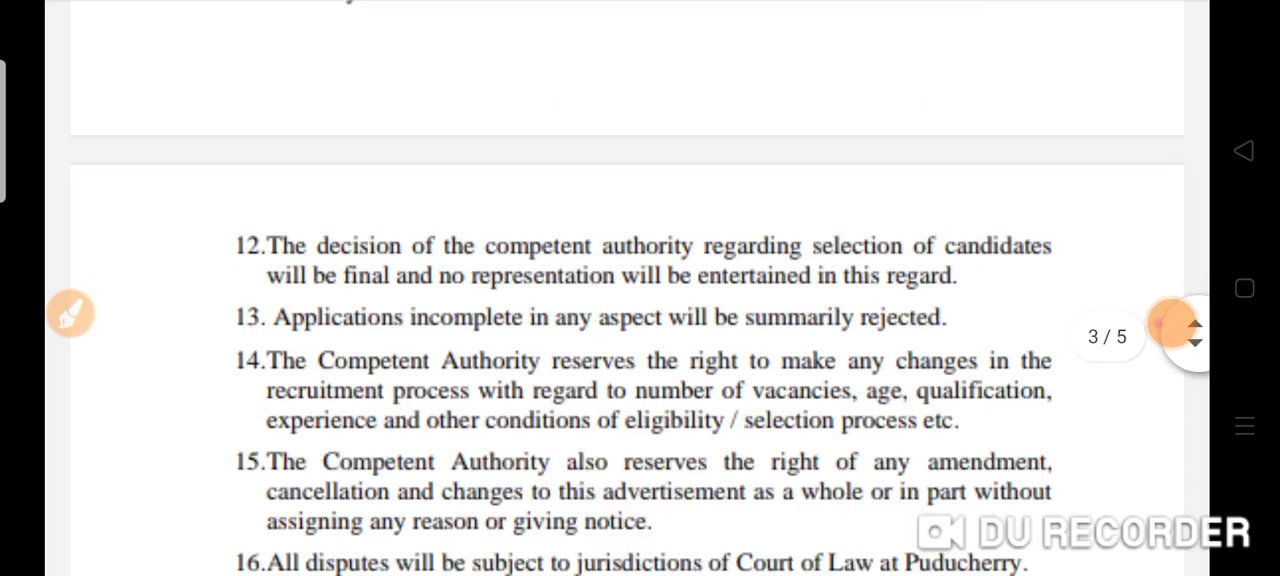 12.The decision of the competent authority regarding selection of candidates
will be final and no representation will be entertained in this regard.
13. Applications incomplete in any aspect will be summarily rejected.
14.The Competent Authority reserves the right to make any changes in the
recruitment process with regard to number of vacancies, age, qualification,
experience and other conditions of eligibility / selection process etc.
3 / 5
15.The Competent Authority also reserves the right of any amendment,
cancellation and changes to this advertisement as a whole or in part without
assigning any reason or giving notice.
DU RECORDER
16.All disputes will be subject to jurisdictions of Court of Law at Puducherry.